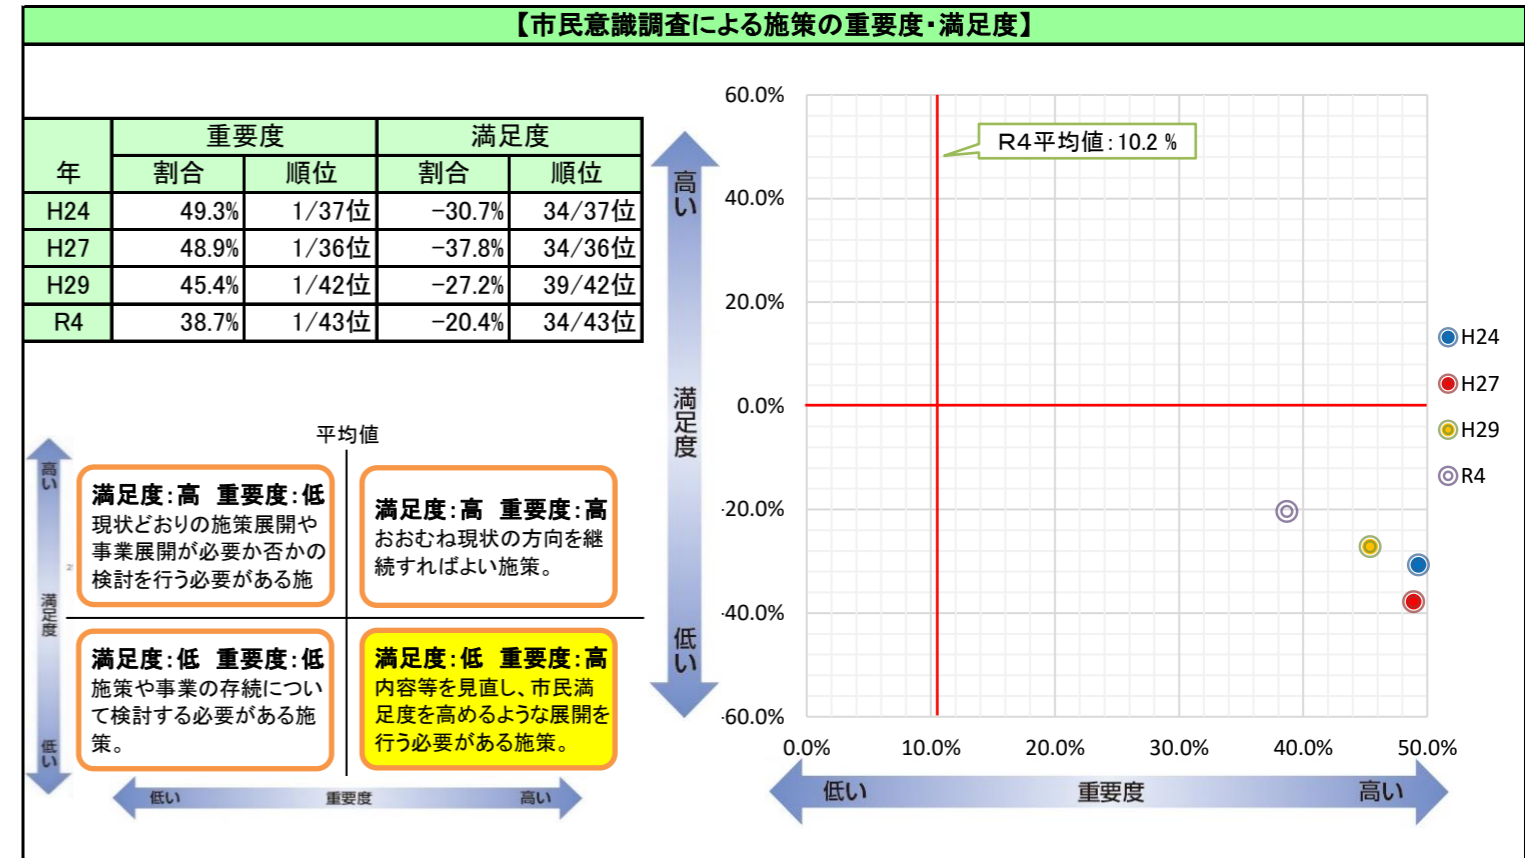 【市民意識調査による施策の重要度・満足度】
年 重要度 満足度
割合 順位 割合 順位
H24 49.3% 1/37位 -30.7% 34/37位
H27 48.9% 1/36位 -37.8% 34/36位
H29 45.4% 1/42位 -27.2% 39/42位
R4 38.7% 1/43位 -20.4% 34/43位
平均値
高い
満足度
低い
満足度：高 重要度：低
現状どおりの施策展開や
事業展開が必要か否かの
検討を行う必要がある施
満足度：高 重要度：高
おおむね現状の方向を継
続すればよい施策。
満足度：低 重要度：低
施策や事業の存続につい
て検討する必要がある施
策。
満足度：低 重要度：高
内容等を見直し、市民満
足度を高めるような展開を
行う必要がある施策。
低い 重要度 高い
高い
満足度
低い
60.0%
40.0%
20.0%
0.0%
-20.0%
-40.0%
-60.0%
R4平均値：10.2％
H24
H27
H29
R4
0.0% 10.0% 20.0% 30.0% 40.0% 50.0%
低い 重要度 高い